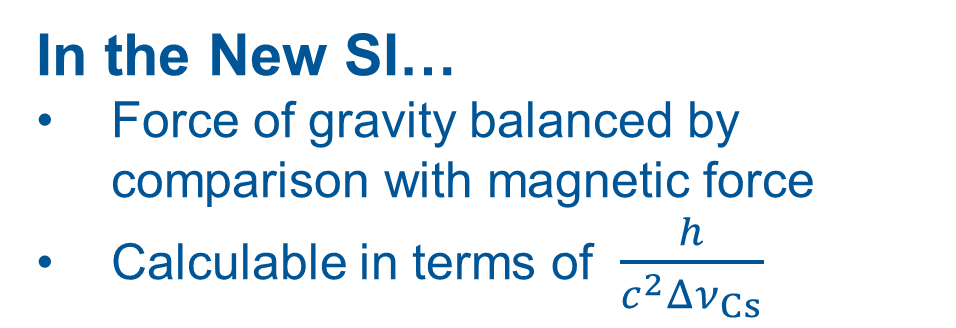 In the New SI…
• Force of gravity balanced by
comparison with magnetic force
• Calculable in terms of h / c²Δν_Cs